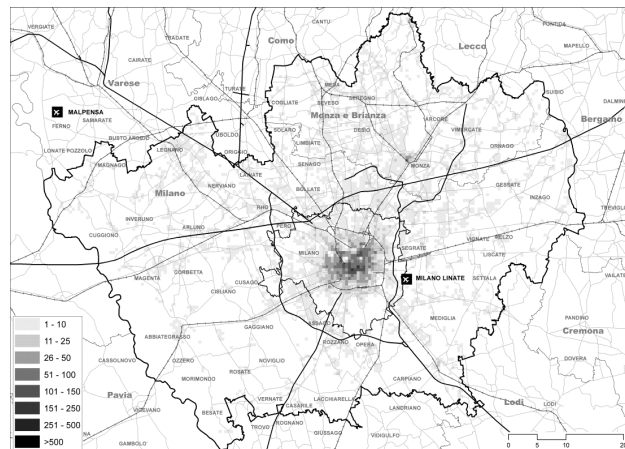 CANTU
VERGIATE
PONTIDA
TRADATE
Como
Lecco
MAPELLO
CAIRATE
Varese
TURATE
MEDA
SUISIO
DALMINE
CISLAGO
COGLIATE
SEREGNO
SEVESO
MALPENSA
Monza e Brianza
ARCORE
Bergamo
SAMARATE
FERNO
UBOLDO
SOLARO
DESIO
VIMERCATE
BUSTO ARSIZIO
LIMBIATE
ORNAGO
LONATE POZZOLO
LEGNANO
ORIGGIO
MAGNAGO
SENAGO
MONZA
LAINATE
GESSATE
NERVIANO
BOLLATE
Milano
INZAGO
RHO
INVERUNO
PERO
CUGGIONO
ARLUNO
VIGNATE
MELZO
SEGRATE
MILANO
LISCATE
CORBETTA
MAGENTA
CUSAGO
MILANO LINATE
SETTALA
VAILATE
CISLIANO
1 - 10
11 - 25
26 - 50
51 - 100
101 - 150
151 - 250
251 - 500
>500
GAGGIANO
ASSAGO
MEDIGLIA
PANDINO
ABBIATEGRASSO
ROZZANO
OPERA
Cremona
CASSOLNOVO
OZZERO
NOVIGLIO
DOVERA
ROSATE
MORIMONDO
CARPIANO
Pavia
VERNATE
LACCHIARELLA
Lodi
LODI
VIGEVANO
BESATE
CASARILE
LANDRIANO
TROVO
ROGNANO
GIUSSAGO
VIDIGULFO
GAMBOLO
0 5 10 20